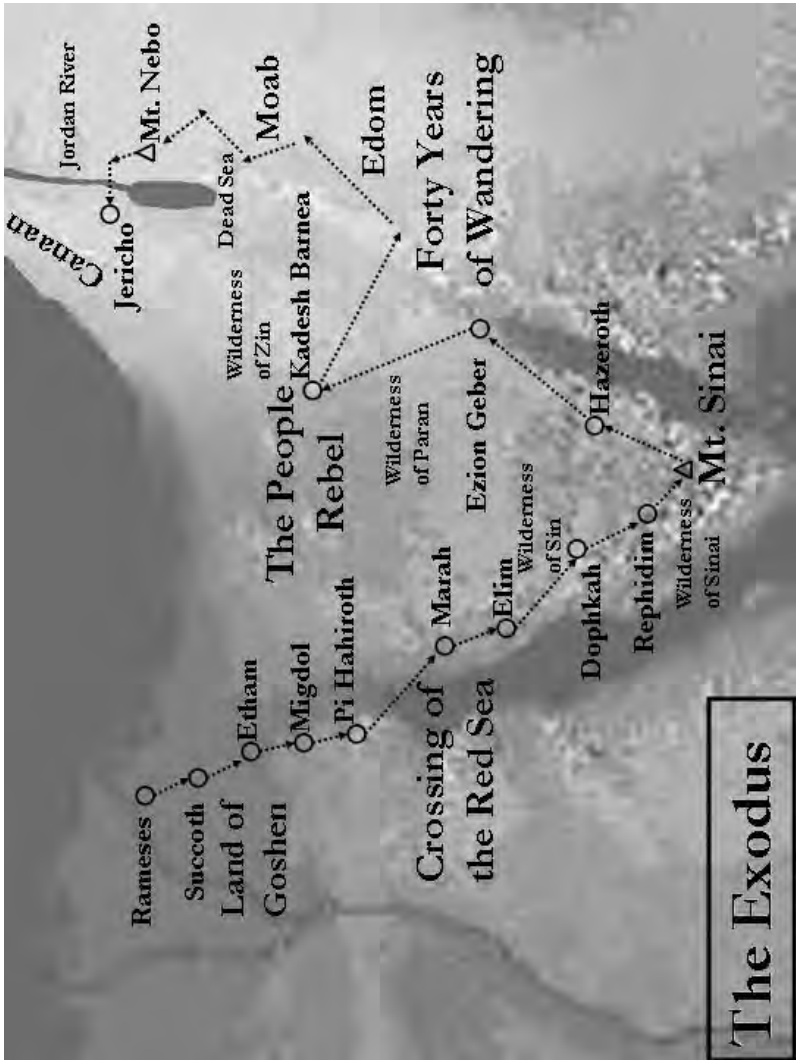 Canaan
Jordan River
Jericho
Mt. Nebo
Dead Sea
Moab
Wilderness
of Zin
Kadesh Barnea
Edom
The People
Rebel
Forty Years
of Wandering
Wilderness
of Paran
Ezion Geber
Hazeroth
Rameses
Succoth
Land of
Goshen
Etham
Migdol
Pi Hahiroth
Crossing of
the Red Sea
Marah
Elim
Wilderness
of Sin
Dophkah
Rephidim
Wilderness
of Sinai
Mt. Sinai
The Exodus